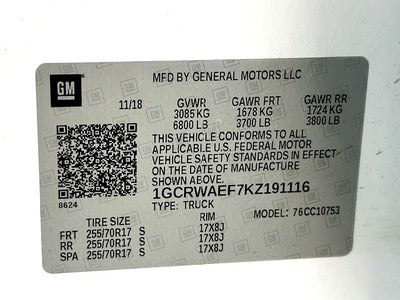 GM
MFD BY GENERAL MOTORS LLC
11/18 GVWR GAWR FRT GAWR RR
3085 KG 1678 KG 1724 KG
6800 LB 3700 LB 3800 LB
THIS VEHICLE CONFORMS TO ALL
APPLICABLE U.S. FEDERAL MOTOR
VEHICLE SAFETY STANDARDS IN
EFFECT ON THE DATE OF
MANUFACTURE SHOWN ABOVE.
1GCRWAEF7KZ191116
8624 TYPE: TRUCK MODEL: 76CC10753
TIRE SIZE RIM
FRT 255/70R17 S 17X8J
RR 255/70R17 S 17X8J
SPA 255/70R17 S 17X8J